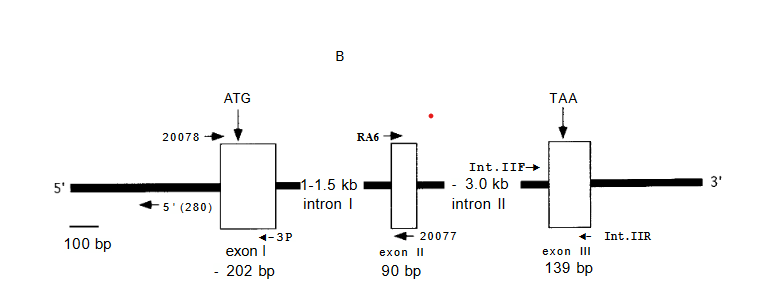 B
ATG
TAA
20078
RA6
Int.IIF
5'
1-1.5 kb
- 3.0 kb
3'
intron I
intron II
5'(280)
3P
20077
Int.IIR
100 bp
exon I
exon II
exon III
- 202 bp
90 bp
139 bp